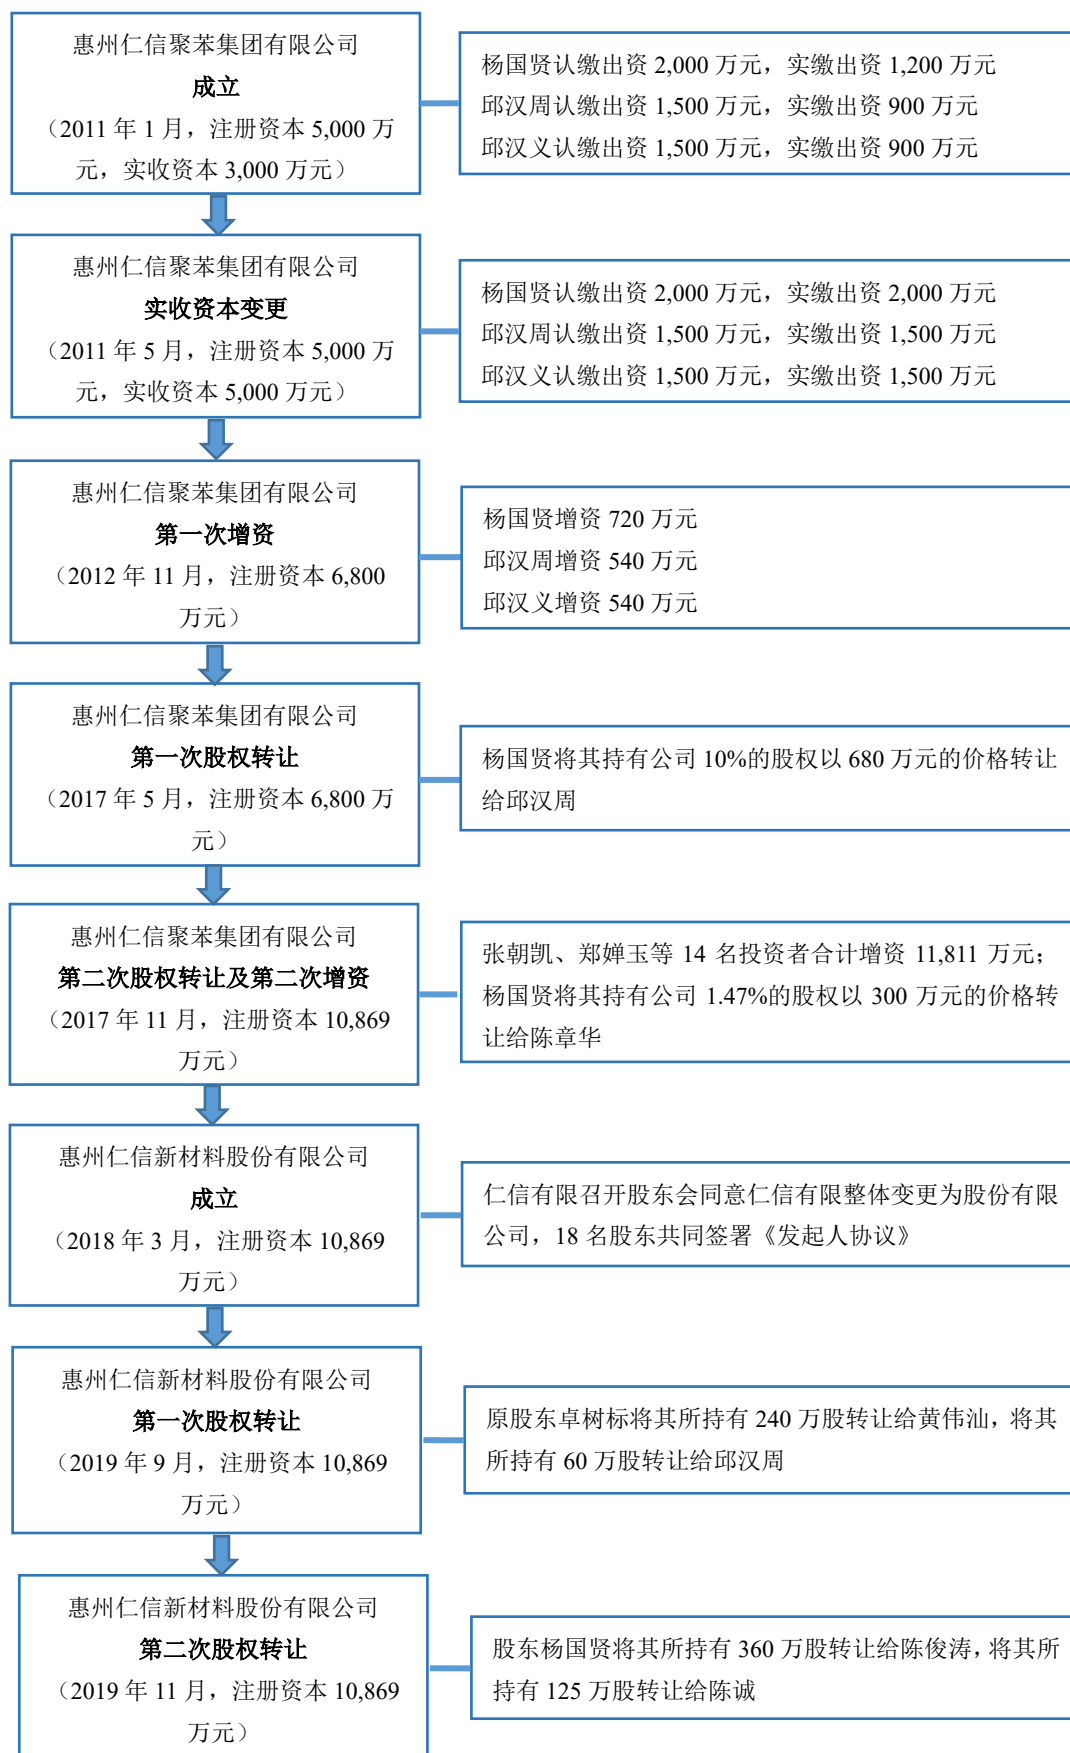 惠州仁信聚苯集团有限公司
成立
（2011 年 1 月，注册资本 5,000 万
元，实收资本 3,000 万元）
杨国贤认缴出资 2,000 万元，实缴出资 1,200 万元
邱汉周认缴出资 1,500 万元，实缴出资 900 万元
邱汉义认缴出资 1,500 万元，实缴出资 900 万元
惠州仁信聚苯集团有限公司
实收资本变更
（2011 年 5 月，注册资本 5,000 万
元，实收资本 5,000 万元）
杨国贤认缴出资 2,000 万元，实缴出资 2,000 万元
邱汉周认缴出资 1,500 万元，实缴出资 1,500 万元
邱汉义认缴出资 1,500 万元，实缴出资 1,500 万元
惠州仁信聚苯集团有限公司
第一次增资
（2012 年 11 月，注册资本 6,800
万元）
杨国贤增资 720 万元
邱汉周增资 540 万元
邱汉义增资 540 万元
惠州仁信聚苯集团有限公司
第一次股权转让
（2017 年 5 月，注册资本 6,800 万
元）
杨国贤将其持有公司 10%的股权以 680 万元的价格转让
给邱汉周
惠州仁信聚苯集团有限公司
第二次股权转让及第二次增资
（2017 年 11 月，注册资本 10,869
万元）
张朝凯、郑婵玉等 14 名投资者合计增资 11,811 万元；
杨国贤将其持有公司 1.47%的股权以 300 万元的价格转
让给陈章华
惠州仁信新材料股份有限公司
成立
（2018 年 3 月，注册资本 10,869
万元）
仁信有限召开股东会同意仁信有限整体变更为股份有限
公司，18 名股东共同签署《发起人协议》
惠州仁信新材料股份有限公司
第一次股权转让
（2019 年 9 月，注册资本 10,869
万元）
原股东卓树标将其所持有 240 万股转让给黄伟汕，将其
所持有 60 万股转让给邱汉周
惠州仁信新材料股份有限公司
第二次股权转让
（2019 年 11 月，注册资本 10,869
万元）
股东杨国贤将其所持有 360 万股转让给陈俊涛，将其所
持有 125 万股转让给陈诚